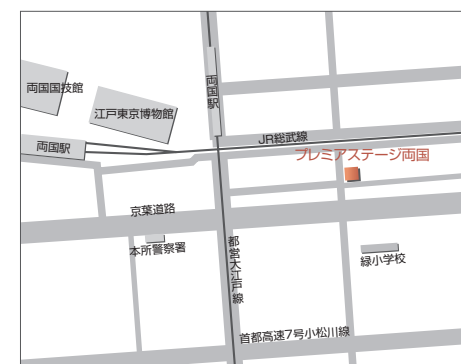 両国国技館
江戸東京博物館
両国駅
両国駅
JR総武線
プレミアステージ両国
京葉道路
本所警察署
都営大江戸線
緑小学校
首都高速7号小松川線